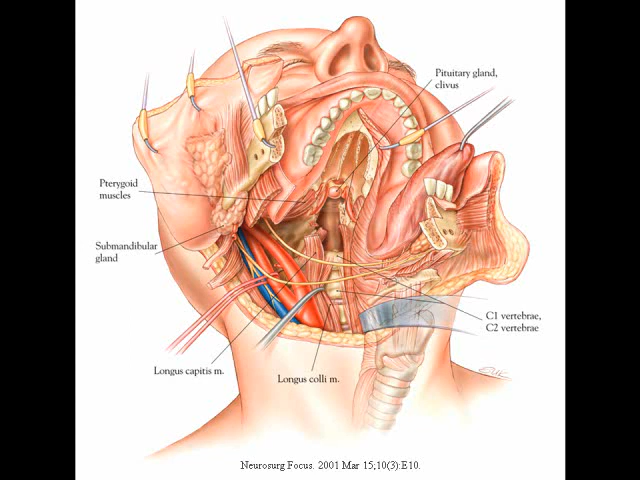 Pituitary gland,
clivus
Pterygoid
muscles
Submandibular
gland
C1 vertebrae,
C2 vertebrae
Longus capitis m.
Longus colli m.
Neurosurg Focus. 2001 Mar 15;10(3):E10.